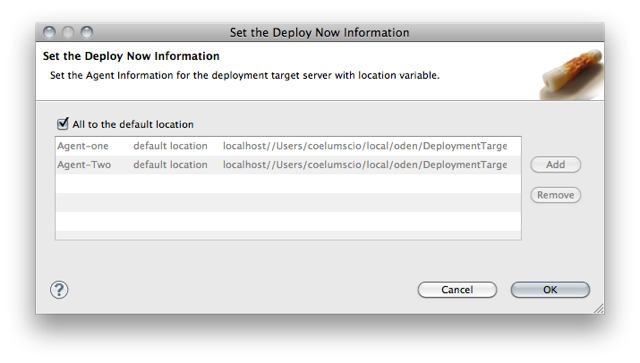 Set the Deploy Now Information
Set the Deploy Now Information
Set the Agent Information for the deployment target server with location variable.
All to the default location
Agent-one default location localhost//Users/coelumscio/local/oden/DeploymentTarge
Agent-Two default location localhost//Users/coelumscio/local/oden/DeploymentTarge
Add
Remove
?
Cancel OK